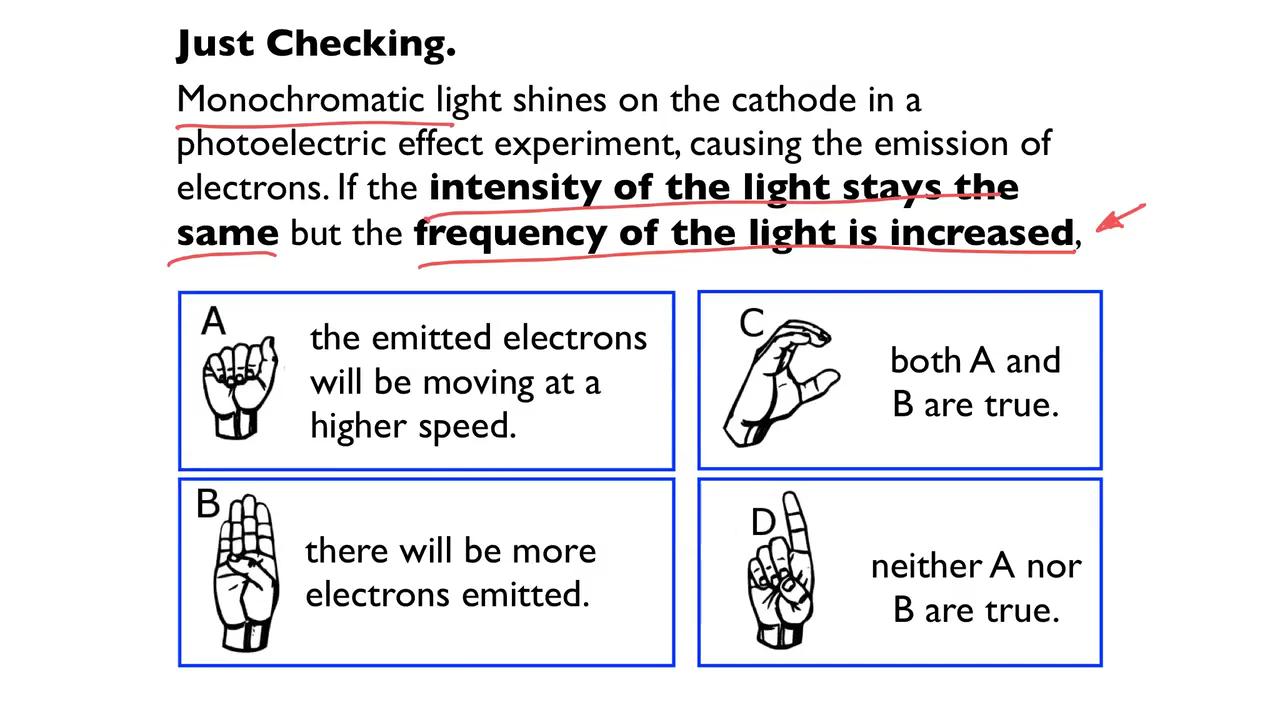 Just Checking.
Monochromatic light shines on the cathode in a
photoelectric effect experiment, causing the emission of
electrons. If the intensity of the light stays the
same but the frequency of the light is increased,
A
the emitted electrons
will be moving at a
higher speed.
B
there will be more
electrons emitted.
C
both A and
B are true.
D
neither A nor
B are true.